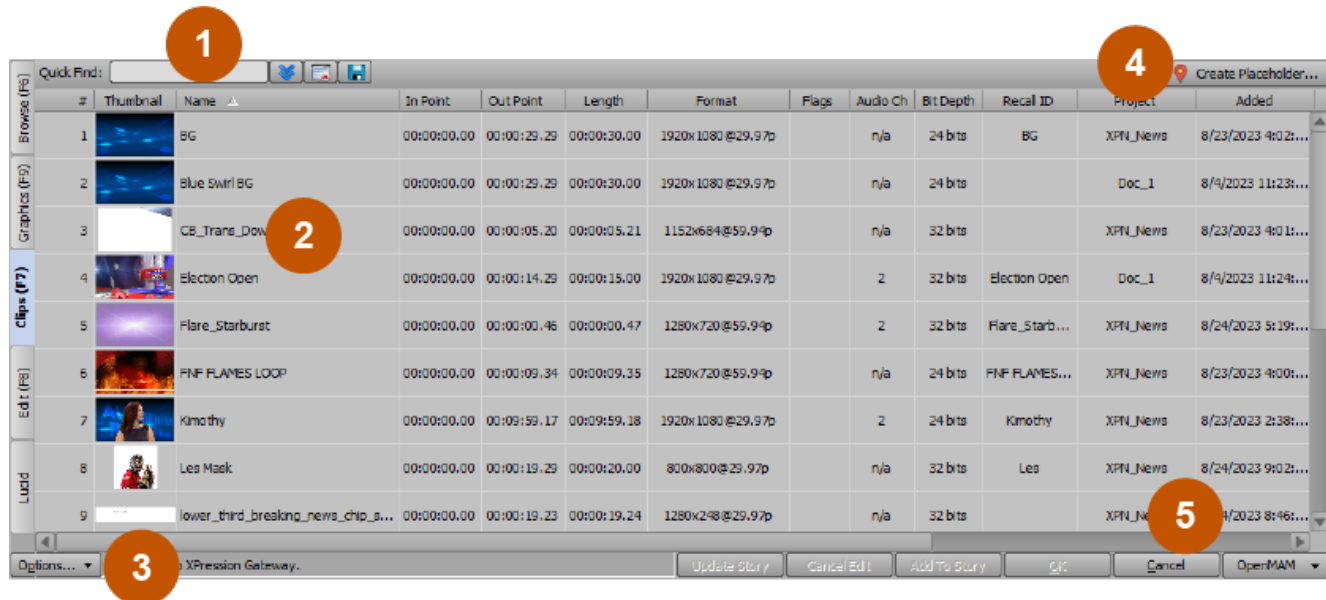 1
4
Quick Find:
Create Placeholder...
# Thumbnail Name In Point Out Point Length Format Flags Audio Ch Bit Depth Recall ID Project Added
1 BG 00:00:00.00 00:00:29.29 00:00:30.00 1920x1080@29.97p n/a 24 bits BG XPN_News 8/23/2023 4:02:...
2 Blue Swirl BG 00:00:00.00 00:00:29.29 00:00:30.00 1920x1080@29.97p n/a 24 bits Doc_1 8/4/2023 11:23:...
3 CB_Trans_Dow 00:00:00.00 00:00:05.20 00:00:05.21 1152x684@59.94p n/a 32 bits XPN_News 8/23/2023 4:01:...
2
4 Election Open 00:00:00.00 00:00:14.29 00:00:15.00 1920x1080@29.97p 2 32 bits Election Open Doc_1 8/4/2023 11:24:...
5 Flare_Starburst 00:00:00.00 00:00:00.46 00:00:00.47 1280x720@59.94p 2 32 bits Flare_Starb... XPN_News 8/24/2023 5:19:...
6 FNF FLAMES LOOP 00:00:00.00 00:00:09.34 00:00:09.35 1280x720@59.94p n/a 24 bits FNF FLAMES... XPN_News 8/23/2023 4:00:...
7 Kimothy 00:00:00.00 00:09:59.17 00:09:59.18 1920x1080@29.97p 2 24 bits Kimothy XPN_News 8/23/2023 2:38:...
8 Les Mask 00:00:00.00 00:00:19.29 00:00:20.00 800x800@29.97p n/a 32 bits Les XPN_News 8/24/2023 9:02:...
9 lower_third_breaking_news_chip_s... 00:00:00.00 00:00:19.23 00:00:19.24 1280x248@29.97p n/a 32 bits XPN_Ne 4/2023 8:46:...
5
Browse (F6)
Graphics (F9)
Clips (F7)
Edit (F8)
Lucid
Options...
3
XPression Gateway.
Update Story Cancel Edit Add To Story OK Cancel OpenMAM